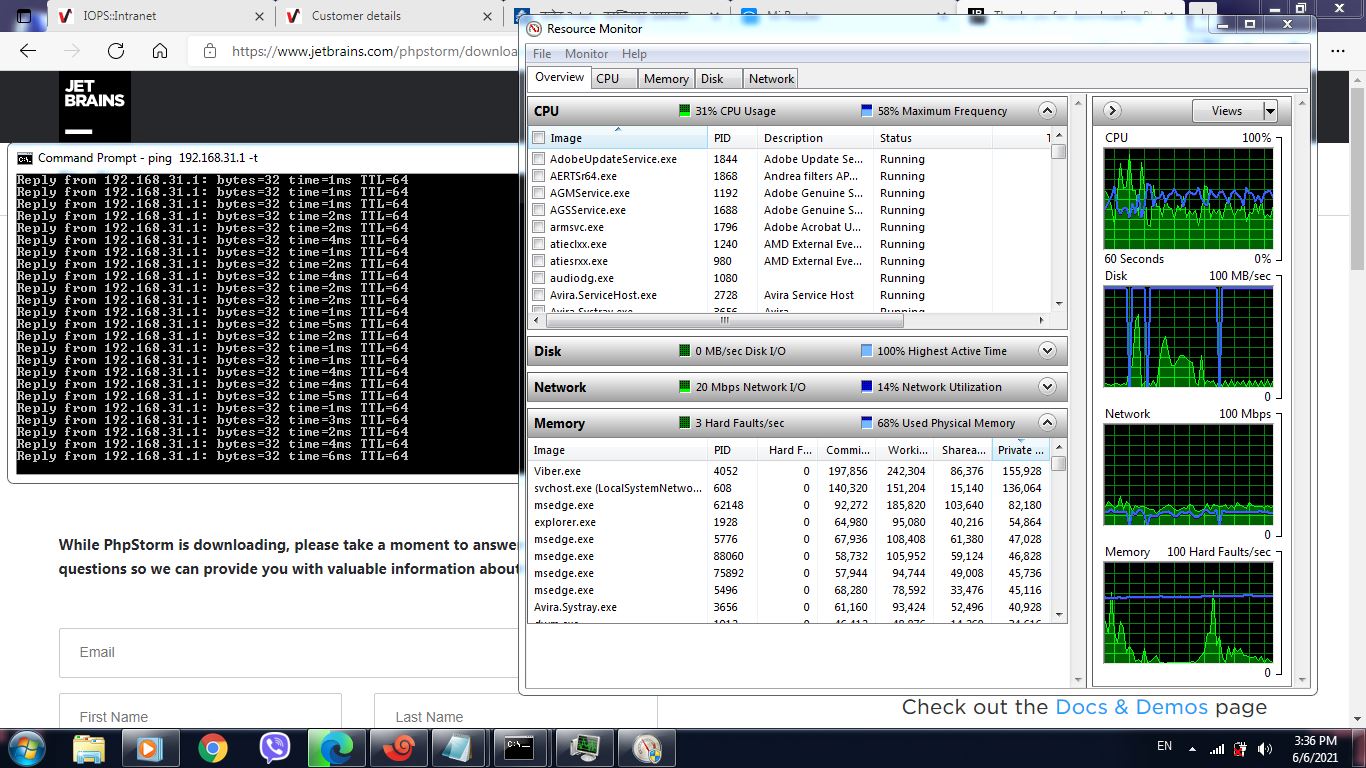 IOPS::Intranet
Customer details
Mi Router
Thank you for downloading
https://www.jetbrains.com/phpstorm/downloa
JET
BRAINS
Command Prompt - ping 192.168.31.1 -t
Reply from 192.168.31.1: bytes=32 time=1ms TTL=64
Reply from 192.168.31.1: bytes=32 time=1ms TTL=64
Reply from 192.168.31.1: bytes=32 time=1ms TTL=64
Reply from 192.168.31.1: bytes=32 time=2ms TTL=64
Reply from 192.168.31.1: bytes=32 time=2ms TTL=64
Reply from 192.168.31.1: bytes=32 time=4ms TTL=64
Reply from 192.168.31.1: bytes=32 time=1ms TTL=64
Reply from 192.168.31.1: bytes=32 time=2ms TTL=64
Reply from 192.168.31.1: bytes=32 time=4ms TTL=64
Reply from 192.168.31.1: bytes=32 time=2ms TTL=64
Reply from 192.168.31.1: bytes=32 time=2ms TTL=64
Reply from 192.168.31.1: bytes=32 time=1ms TTL=64
Reply from 192.168.31.1: bytes=32 time=5ms TTL=64
Reply from 192.168.31.1: bytes=32 time=2ms TTL=64
Reply from 192.168.31.1: bytes=32 time=1ms TTL=64
Reply from 192.168.31.1: bytes=32 time=1ms TTL=64
Reply from 192.168.31.1: bytes=32 time=4ms TTL=64
Reply from 192.168.31.1: bytes=32 time=4ms TTL=64
Reply from 192.168.31.1: bytes=32 time=5ms TTL=64
Reply from 192.168.31.1: bytes=32 time=1ms TTL=64
Reply from 192.168.31.1: bytes=32 time=3ms TTL=64
Reply from 192.168.31.1: bytes=32 time=2ms TTL=64
Reply from 192.168.31.1: bytes=32 time=4ms TTL=64
Reply from 192.168.31.1: bytes=32 time=6ms TTL=64
While PhpStorm is downloading, please take a moment to answe
questions so we can provide you with valuable information about
Email
First Name
Last Name
Resource Monitor
File Monitor Help
Overview CPU Memory Disk Network
CPU 31% CPU Usage 58% Maximum Frequency
Image PID Description Status
AdobeUpdateService.exe 1844 Adobe Update Se... Running
AERTSr64.exe 1868 Andrea filters AP... Running
AGMService.exe 1192 Adobe Genuine S... Running
AGSService.exe 1688 Adobe Genuine S... Running
armsvc.exe 1796 Adobe Acrobat U... Running
atieclxx.exe 1240 AMD External Eve... Running
atiesrxx.exe 980 AMD External Eve... Running
audiodg.exe 1080 Running
Avira.ServiceHost.exe 2728 Avira Service Host Running
Avira.Systray.exe 3656 Avira Running
Disk 0 MB/sec Disk I/O 100% Highest Active Time
Network 20 Mbps Network I/O 14% Network Utilization
Memory 3 Hard Faults/sec 68% Used Physical Memory
Image PID Hard F... Commi... Worki... Sharea... Private ...
Viber.exe 4052 0 197,856 242,304 86,376 155,928
svchost.exe (LocalSystemNetwo... 608 0 140,320 151,204 15,140 136,064
msedge.exe 62148 0 92,272 185,820 103,640 82,180
explorer.exe 1928 0 64,980 95,080 40,216 54,864
msedge.exe 5776 0 67,936 108,408 61,380 47,028
msedge.exe 88060 0 58,732 105,952 59,124 46,828
msedge.exe 75892 0 57,944 94,744 49,008 45,736
msedge.exe 5496 0 68,280 78,592 33,476 45,116
Avira.Systray.exe 3656 0 61,160 93,424 52,496 40,928
Views
CPU 100%
60 Seconds 0%
Disk 100 MB/sec
0
Network 100 Mbps
0
Memory 100 Hard Faults/sec
0
Check out the Docs & Demos page
EN
3:36 PM
6/6/2021